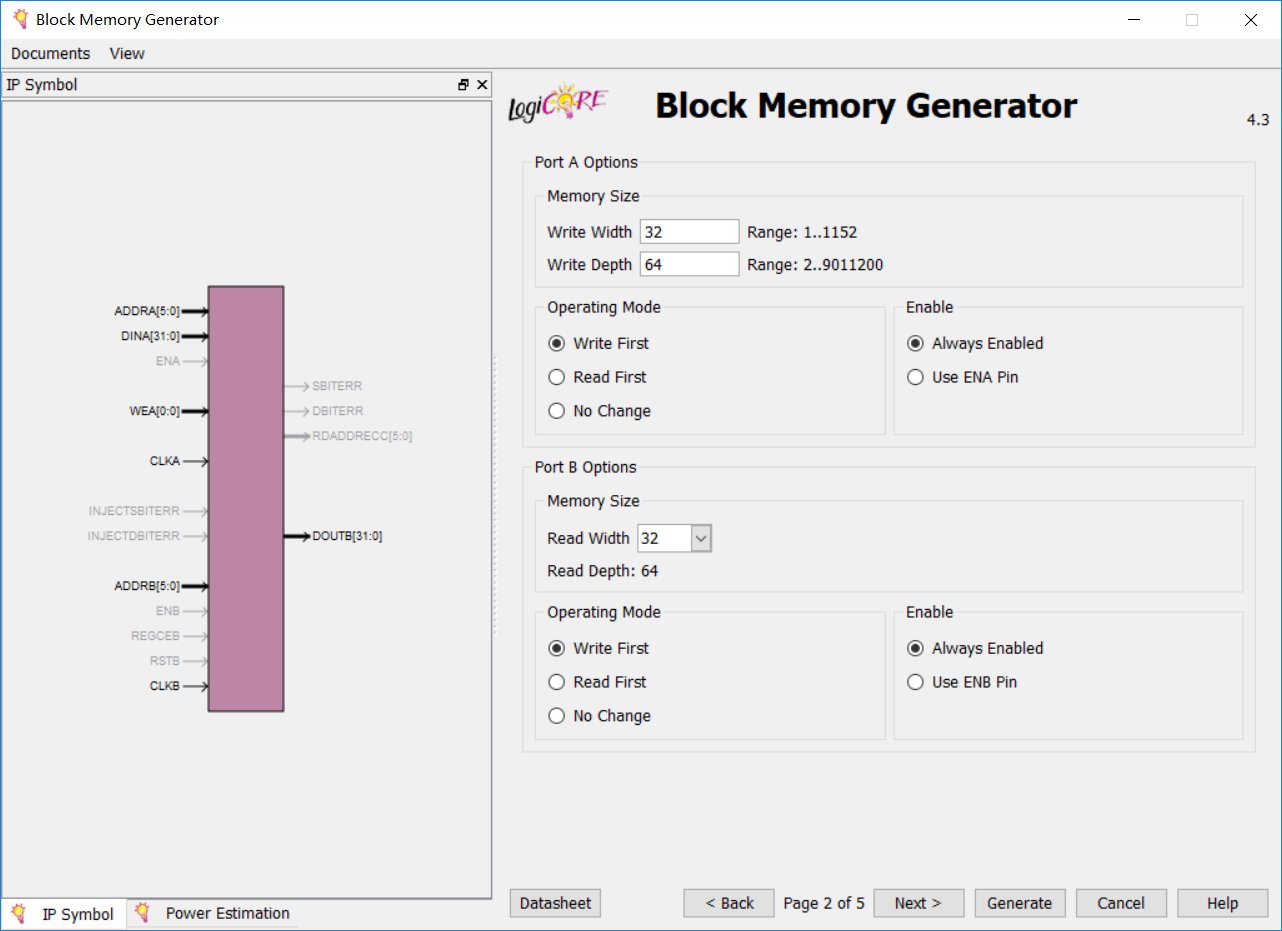 Block Memory Generator
Documents View
IP Symbol
ADDRA[5:0]
DINA[31:0]
ENA
SBITERR
WEA[0:0]
DBITERR
RDADDRECC[5:0]
CLKA
INJECTSBITERR
INJECTDBITERR
DOUTB[31:0]
ADDRB[5:0]
ENB
REGCEB
RSTB
CLKB
IP Symbol
Power Estimation
LogiCORE
Block Memory Generator
4.3
Port A Options
Memory Size
Write Width 32 Range: 1..1152
Write Depth 64 Range: 2..9011200
Operating Mode
Write First
Read First
No Change
Enable
Always Enabled
Use ENA Pin
Port B Options
Memory Size
Read Width 32
Read Depth: 64
Operating Mode
Write First
Read First
No Change
Enable
Always Enabled
Use ENB Pin
Datasheet
< Back
Page 2 of 5
Next >
Generate
Cancel
Help